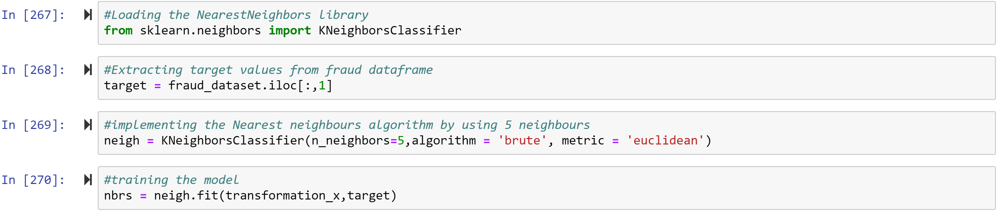 In [267]:
#Loading the NearestNeighbors library
from sklearn.neighbors import KNeighborsClassifier
In [268]:
#Extracting target values from fraud dataframe
target = fraud_dataset.iloc[:,1]
In [269]:
#implementing the Nearest neighbours algorithm by using 5 neighbours
neigh = KNeighborsClassifier(n_neighbors=5,algorithm = 'brute', metric = 'euclidean')
In [270]:
#training the model
nbrs = neigh.fit(transformation_x,target)